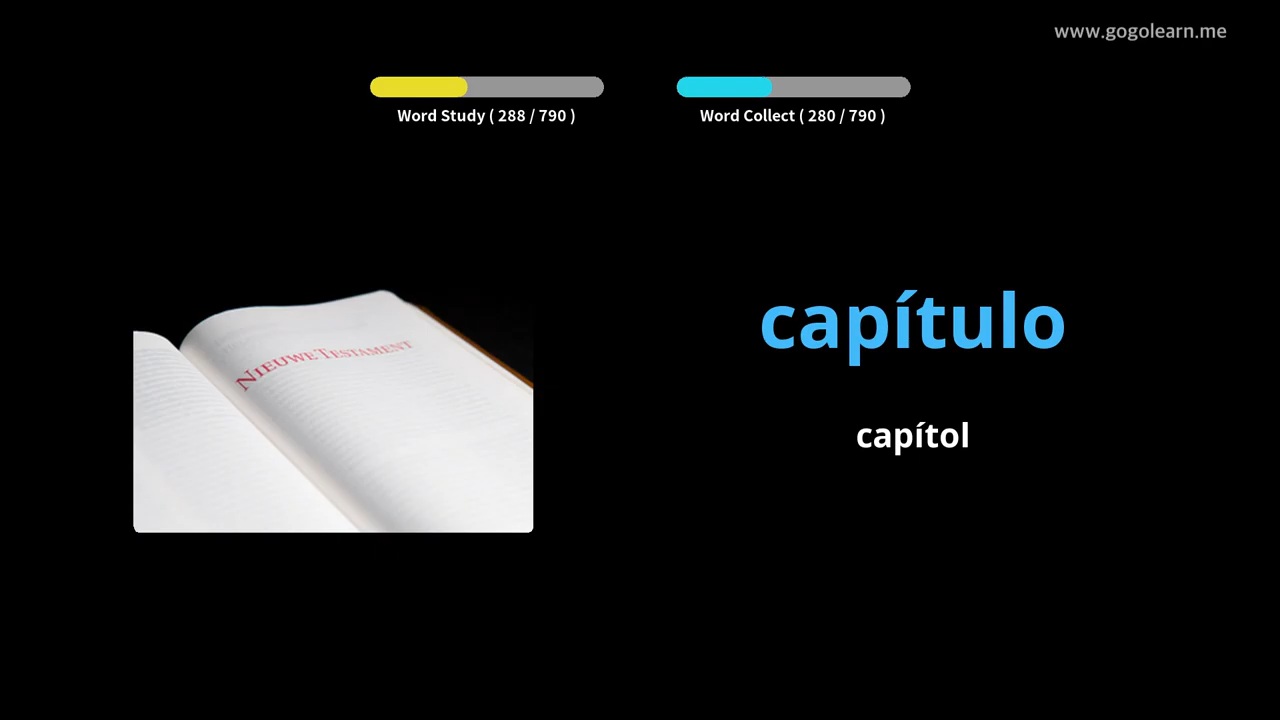 www.gogolearn.me
Word Study ( 288 / 790 )
Word Collect ( 280 / 790 )
NIEUWE TESTAMENT
capítulo
capítol